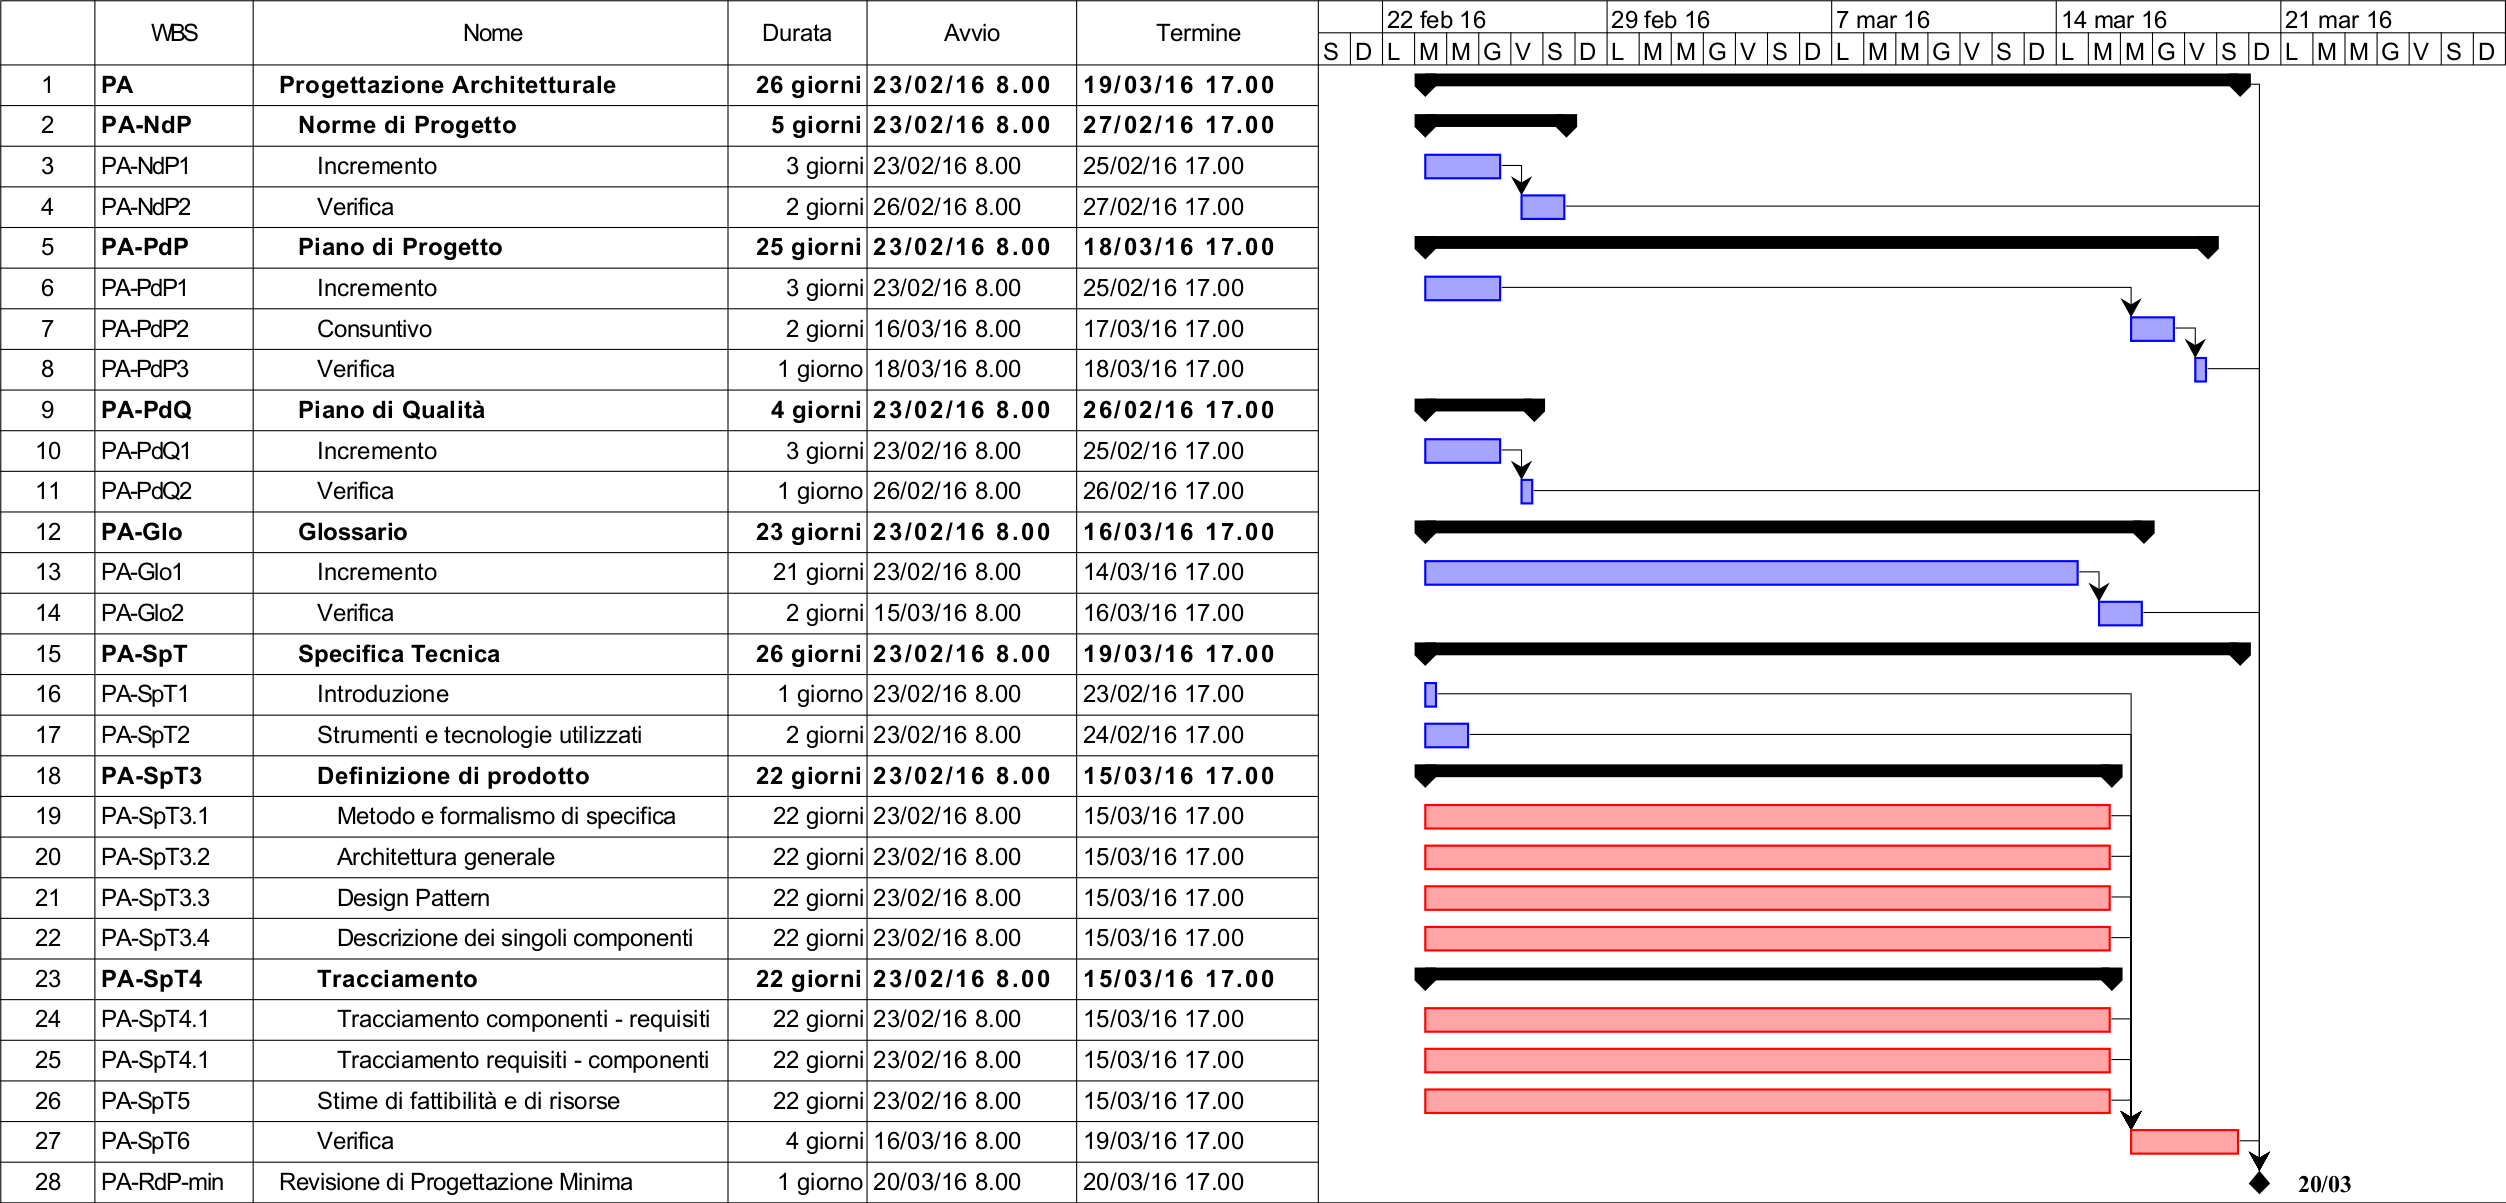 WBS Nome Durata Avvio Termine 22 feb 16 29 feb 16 7 mar 16 14 mar 16 21 mar 16
S D L M M G V S D L M M G V S D L M M G V S D L M M G V S D L M M G V S D
1 PA Progettazione Architetturale 26 giorni 23/02/16 8.00 19/03/16 17.00
2 PA-NdP Norme di Progetto 5 giorni 23/02/16 8.00 27/02/16 17.00
3 PA-NdP1 Incremento 3 giorni 23/02/16 8.00 25/02/16 17.00
4 PA-NdP2 Verifica 2 giorni 26/02/16 8.00 27/02/16 17.00
5 PA-PdP Piano di Progetto 25 giorni 23/02/16 8.00 18/03/16 17.00
6 PA-PdP1 Incremento 3 giorni 23/02/16 8.00 25/02/16 17.00
7 PA-PdP2 Consuntivo 2 giorni 16/03/16 8.00 17/03/16 17.00
8 PA-PdP3 Verifica 1 giorno 18/03/16 8.00 18/03/16 17.00
9 PA-PdQ Piano di Qualità 4 giorni 23/02/16 8.00 26/02/16 17.00
10 PA-PdQ1 Incremento 3 giorni 23/02/16 8.00 25/02/16 17.00
11 PA-PdQ2 Verifica 1 giorno 26/02/16 8.00 26/02/16 17.00
12 PA-Glo Glossario 23 giorni 23/02/16 8.00 16/03/16 17.00
13 PA-Glo1 Incremento 21 giorni 23/02/16 8.00 14/03/16 17.00
14 PA-Glo2 Verifica 2 giorni 15/03/16 8.00 16/03/16 17.00
15 PA-SpT Specifica Tecnica 26 giorni 23/02/16 8.00 19/03/16 17.00
16 PA-SpT1 Introduzione 1 giorno 23/02/16 8.00 23/02/16 17.00
17 PA-SpT2 Strumenti e tecnologie utilizzati 2 giorni 23/02/16 8.00 24/02/16 17.00
18 PA-SpT3 Definizione di prodotto 22 giorni 23/02/16 8.00 15/03/16 17.00
19 PA-SpT3.1 Metodo e formalismo di specifica 22 giorni 23/02/16 8.00 15/03/16 17.00
20 PA-SpT3.2 Architettura generale 22 giorni 23/02/16 8.00 15/03/16 17.00
21 PA-SpT3.3 Design Pattern 22 giorni 23/02/16 8.00 15/03/16 17.00
22 PA-SpT3.4 Descrizione dei singoli componenti 22 giorni 23/02/16 8.00 15/03/16 17.00
23 PA-SpT4 Tracciamento 22 giorni 23/02/16 8.00 15/03/16 17.00
24 PA-SpT4.1 Tracciamento componenti - requisiti 22 giorni 23/02/16 8.00 15/03/16 17.00
25 PA-SpT4.1 Tracciamento requisiti - componenti 22 giorni 23/02/16 8.00 15/03/16 17.00
26 PA-SpT5 Stime di fattibilità e di risorse 22 giorni 23/02/16 8.00 15/03/16 17.00
27 PA-SpT6 Verifica 4 giorni 16/03/16 8.00 19/03/16 17.00
28 PA-RdP-min Revisione di Progettazione Minima 1 giorno 20/03/16 8.00 20/03/16 17.00 20/03